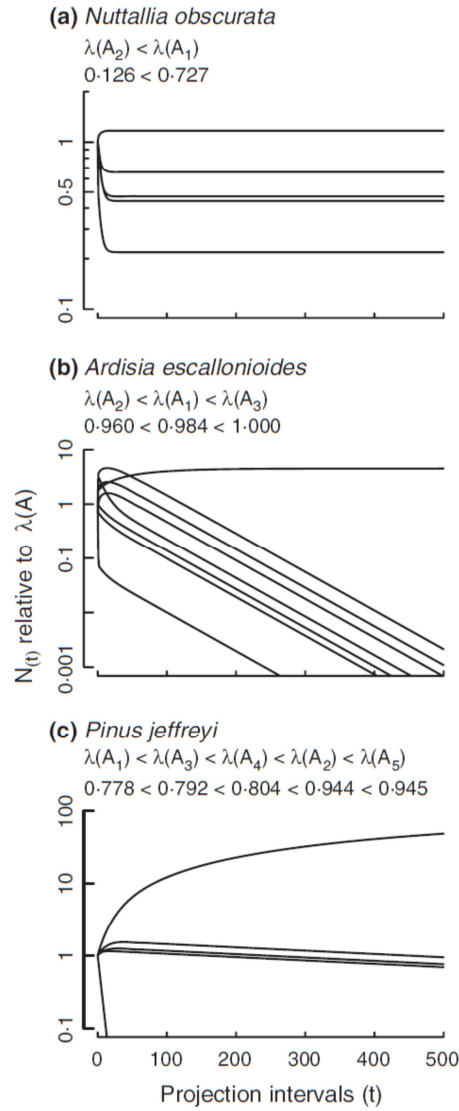 (a) Nuttallia obscurata
λ(A₂) < λ(A₁)
0·126 < 0·727
1
0·5
0·1
(b) Ardisia escallonioides
λ(A₂) < λ(A₁) < λ(A₃)
0·960 < 0·984 < 1·000
10
1
0·1
0·001
N(t) relative to λ(A)
(c) Pinus jeffreyi
λ(A₁) < λ(A₃) < λ(A₄) < λ(A₂) < λ(A₅)
0·778 < 0·792 < 0·804 < 0·944 < 0·945
100
10
1
0·1
0 100 200 300 400 500
Projection intervals (t)